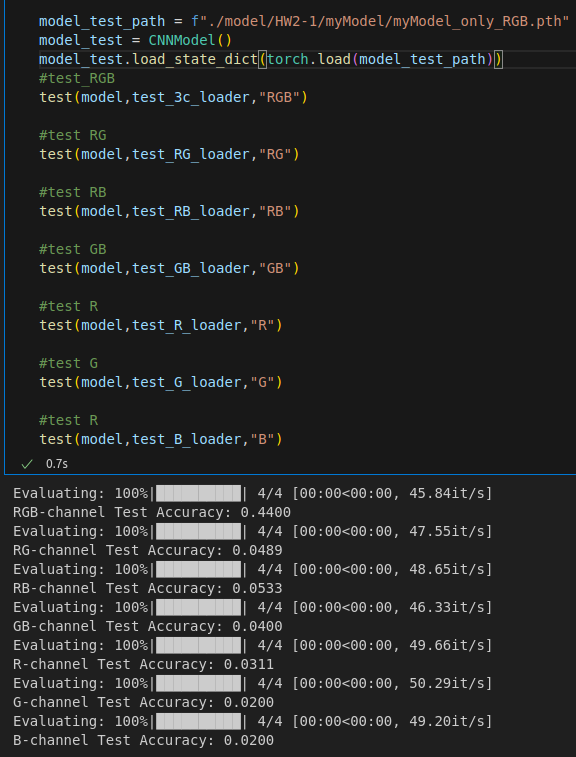 model_test_path = f"./model/HW2-1/myModel/myModel_only_RGB.pth"
model_test = CNNModel()
model_test.load_state_dict(torch.load(model_test_path))
#test_RGB
test(model,test_3c_loader,"RGB")
#test RG
test(model,test_RG_loader,"RG")
#test RB
test(model,test_RB_loader,"RB")
#test GB
test(model,test_GB_loader,"GB")
#test R
test(model,test_R_loader,"R")
#test G
test(model,test_G_loader,"G")
#test R
test(model,test_B_loader,"B")
0.7s
Evaluating: 100%|██████████| 4/4 [00:00<00:00, 45.84it/s]
RGB-channel Test Accuracy: 0.4400
Evaluating: 100%|██████████| 4/4 [00:00<00:00, 47.55it/s]
RG-channel Test Accuracy: 0.0489
Evaluating: 100%|██████████| 4/4 [00:00<00:00, 48.65it/s]
RB-channel Test Accuracy: 0.0533
Evaluating: 100%|██████████| 4/4 [00:00<00:00, 46.33it/s]
GB-channel Test Accuracy: 0.0400
Evaluating: 100%|██████████| 4/4 [00:00<00:00, 49.66it/s]
R-channel Test Accuracy: 0.0311
Evaluating: 100%|██████████| 4/4 [00:00<00:00, 50.29it/s]
G-channel Test Accuracy: 0.0200
Evaluating: 100%|██████████| 4/4 [00:00<00:00, 49.20it/s]
B-channel Test Accuracy: 0.0200